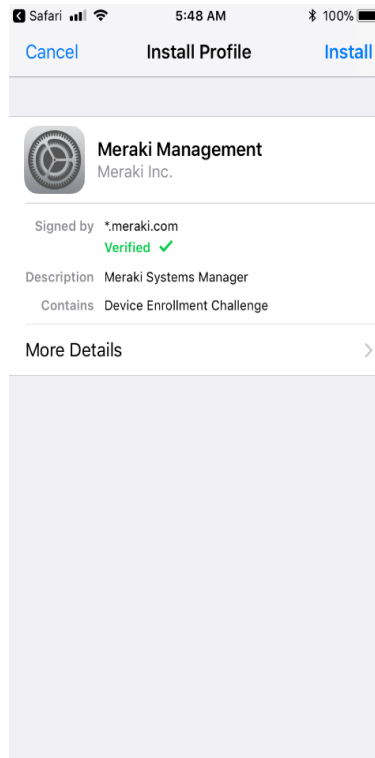 Safari 5:48 AM 100%
Cancel Install Profile Install
Meraki Management
Meraki Inc.
Signed by *.meraki.com
Verified
Description Meraki Systems Manager
Contains Device Enrollment Challenge
More Details